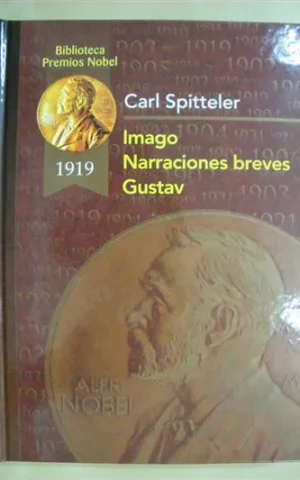 Biblioteca
Premios Nobel
1919
Carl Spitteler
Imago
Narraciones breves
Gustav
ALFR
NOBEL